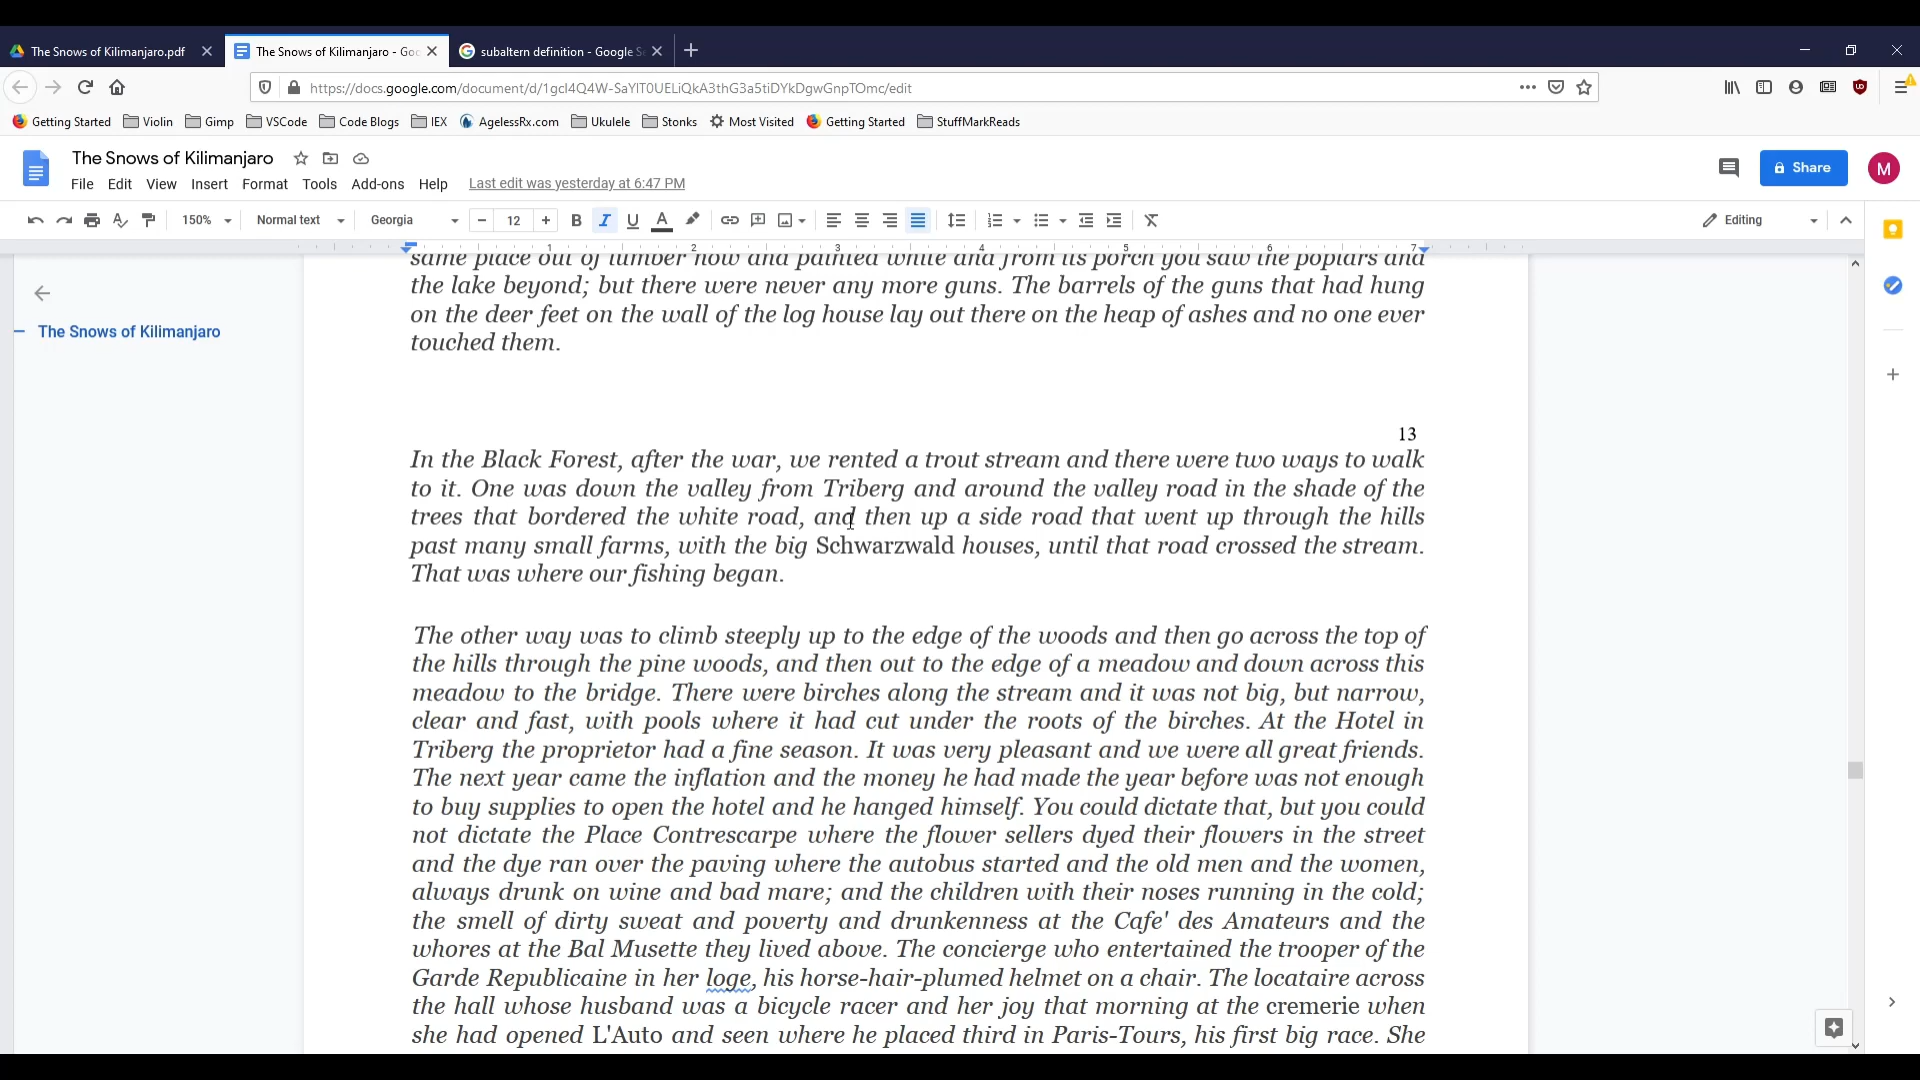 The Snows of Kilimanjaro.pdf
The Snows of Kilimanjaro - Goo
subaltern definition - Google S
https://docs.google.com/document/d/1gcI4Q4W-SaYIT0UELiQkA3thG3a5tiDYkDgwGnpTOmc/edit
Getting Started Violin Gimp VSCode Code Blogs IEX AgelessRx.com Ukulele Stonks Most Visited Getting Started StuffMarkReads
The Snows of Kilimanjaro
Share
M
File Edit View Insert Format Tools Add-ons Help Last edit was yesterday at 6:47 PM
150% Normal text Georgia 12 B I U A Editing
1 2 3 4 5 6 7
The Snows of Kilimanjaro
same place out of lumber now and painted white and from its porch you saw the poplars and
the lake beyond; but there were never any more guns. The barrels of the guns that had hung
on the deer feet on the wall of the log house lay out there on the heap of ashes and no one ever
touched them.
13
In the Black Forest, after the war, we rented a trout stream and there were two ways to walk
to it. One was down the valley from Triberg and around the valley road in the shade of the
trees that bordered the white road, and then up a side road that went up through the hills
past many small farms, with the big Schwarzwald houses, until that road crossed the stream.
That was where our fishing began.
The other way was to climb steeply up to the edge of the woods and then go across the top of
the hills through the pine woods, and then out to the edge of a meadow and down across this
meadow to the bridge. There were birches along the stream and it was not big, but narrow,
clear and fast, with pools where it had cut under the roots of the birches. At the Hotel in
Triberg the proprietor had a fine season. It was very pleasant and we were all great friends.
The next year came the inflation and the money he had made the year before was not enough
to buy supplies to open the hotel and he hanged himself. You could dictate that, but you could
not dictate the Place Contrescarpe where the flower sellers dyed their flowers in the street
and the dye ran over the paving where the autobus started and the old men and the women,
always drunk on wine and bad mare; and the children with their noses running in the cold;
the smell of dirty sweat and poverty and drunkenness at the Cafe' des Amateurs and the
whores at the Bal Musette they lived above. The concierge who entertained the trooper of the
Garde Republicaine in her loge, his horse-hair-plumed helmet on a chair. The locataire across
the hall whose husband was a bicycle racer and her joy that morning at the cremerie when
she had opened L'Auto and seen where he placed third in Paris-Tours, his first big race. She